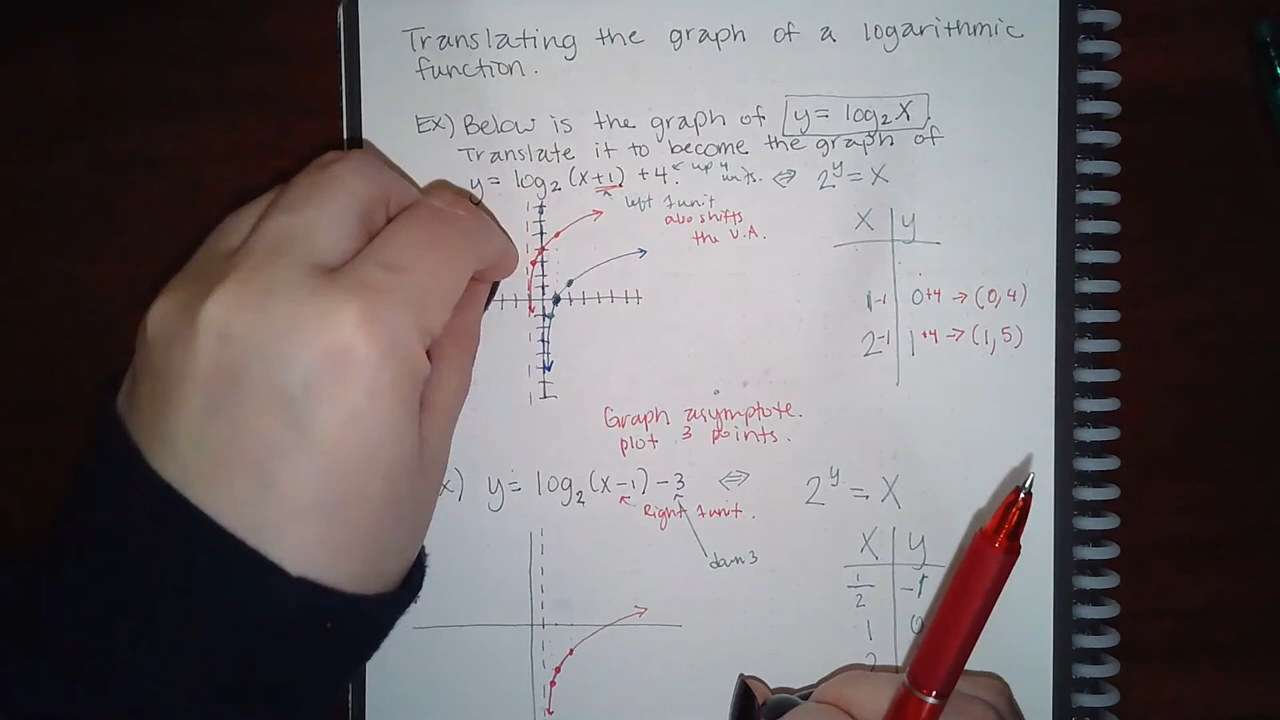 Translating the graph of a logarithmic
function.
Ex) Below is the graph of y = log₂X.
Translate it to become the graph of
y = log₂ (x+1) +4. up 4 units. ⇔ 2^y = X
left 1 unit
also shifts
the V.A.
X | y
1-1 | 0+4 → (0,4)
2-1 | 1+4 → (1,5)
Graph asymptote.
plot 3 points.
x) y = log₂(x-1) -3 ⇔ 2^y = X
Right 1 unit.
down 3
X | y
1/2 | -1
1 | 0
2